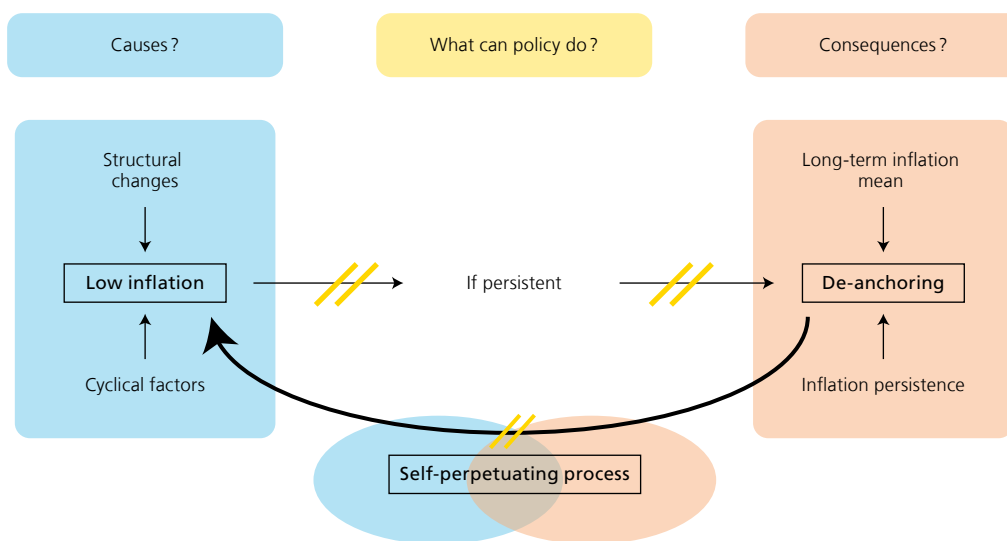 Causes?
What can policy do?
Consequences?
Structural
changes
Long-term inflation
mean
Low inflation
If persistent
De-anchoring
Cyclical factors
Inflation persistence
Self-perpetuating process